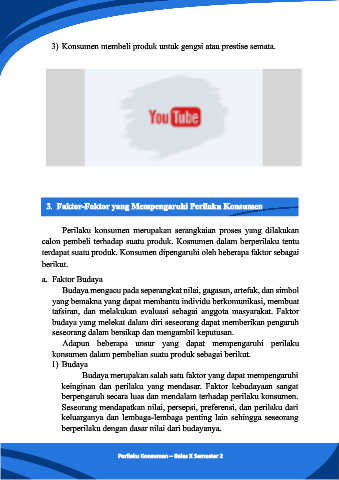 3) Konsumen membeli produk untuk gengsi atau prestise semata.
YouTube
3. Faktor-Faktor yang Mempengaruhi Perilaku Konsumen
Perilaku konsumen merupakan serangkaian proses yang dilakukan
calon pembeli terhadap suatu produk. Kosnumen dalam berperilaku tentu
terdapat suatu produk. Konsumen dipengaruhi oleh beberapa faktor sebagai
berikut.
a. Faktor Budaya
Budaya mengacu pada seperangkat nilai, gagasan, artefak, dan simbol
yang bemakna yang dapat membantu individu berkomunikasi, membuat
tafsiran, dan melakukan evaluasi sebagai anggota masyarakat. Faktor
budaya yang melekat dalam diri seseorang dapat memberikan pengaruh
seseorang dalam bersikap dan mengambil keputusan.
Adapun beberapa unsur yang dapat mempengaruhi perilaku
konsumen dalam pembelian suatu produk sebagai berikut.
1) Budaya
Budaya merupakan salah satu faktor yang dapat mempengaruhi
keinginan dan perilaku yang mendasar. Faktor kebudayaan sangat
berpengaruh secara luas dan mendalam terhadap perilaku konsumen.
Seseorang mendapatkan nilai, persepsi, preferensi, dan perilaku dari
keluarganya dan lembaga-lembaga penting lain sehingga seseorang
berperilaku dengan dasar nilai dari budayanya.
Perilaku Konsumen – Kelas X Semester 2